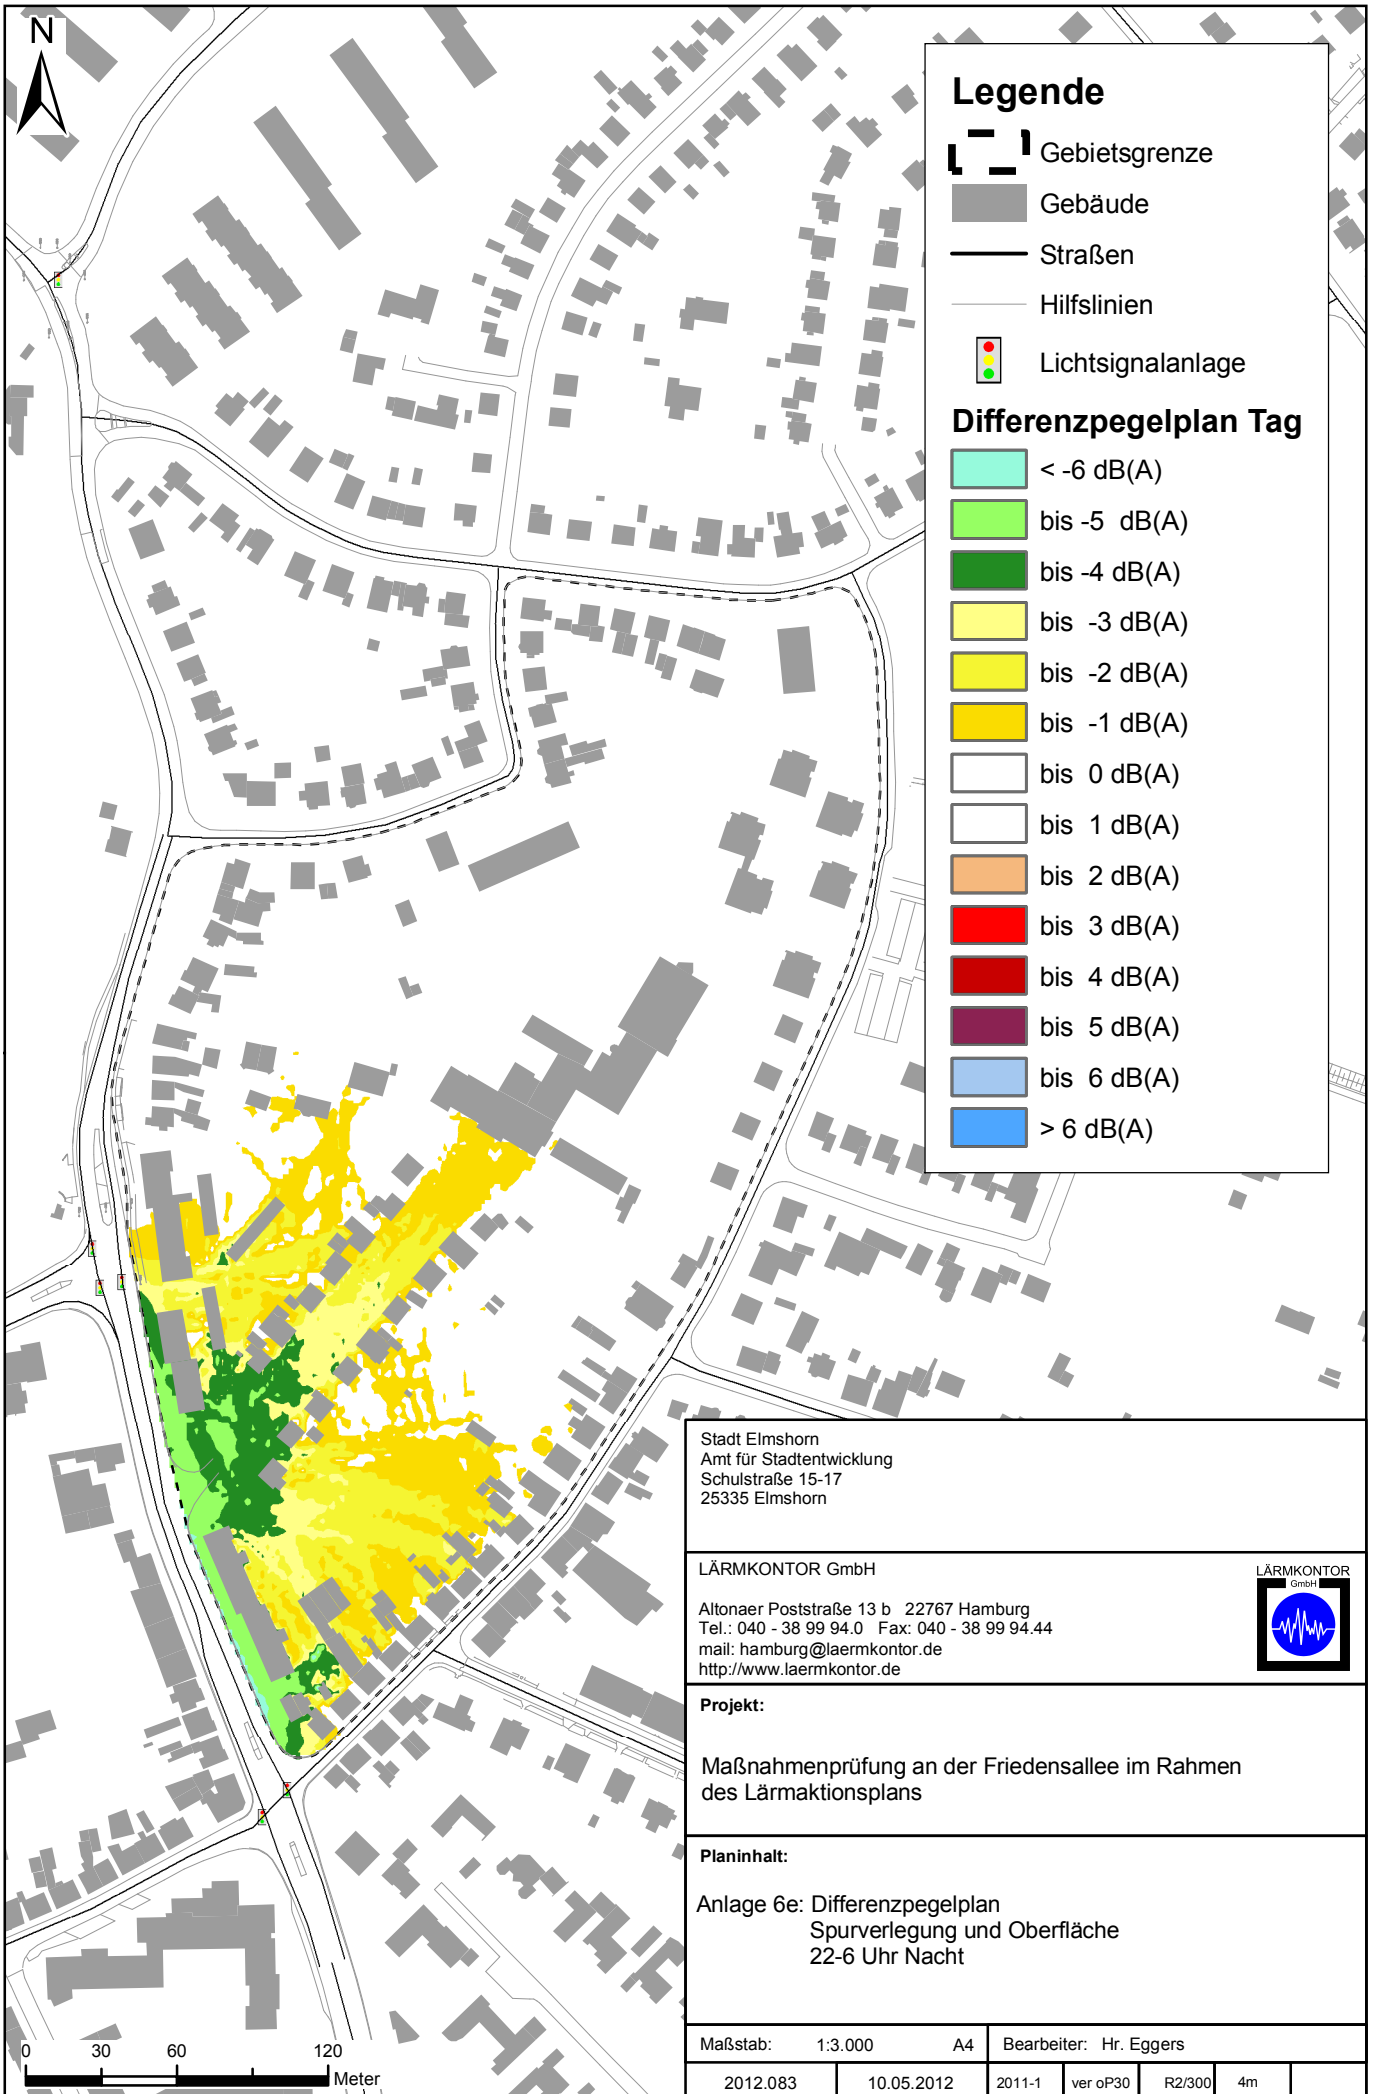 N
Legende
Gebietsgrenze
Gebäude
Straßen
Hilfslinien
Lichtsignalanlage
Differenzpegelplan Tag
< -6 dB(A)
bis -5 dB(A)
bis -4 dB(A)
bis -3 dB(A)
bis -2 dB(A)
bis -1 dB(A)
bis 0 dB(A)
bis 1 dB(A)
bis 2 dB(A)
bis 3 dB(A)
bis 4 dB(A)
bis 5 dB(A)
bis 6 dB(A)
> 6 dB(A)
Stadt Elmshorn
Amt für Stadtentwicklung
Schulstraße 15-17
25335 Elmshorn
LÄRMKONTOR GmbH
Altonaer Poststraße 13 b 22767 Hamburg
Tel.: 040 - 38 99 94.0 Fax: 040 - 38 99 94.44
mail: hamburg@laermkontor.de
http://www.laermkontor.de
LÄRMKONTOR
GmbH
Projekt:
Maßnahmenprüfung an der Friedensallee im Rahmen
des Lärmaktionsplans
Planinhalt:
Anlage 6e: Differenzpegelplan
Spurverlegung und Oberfläche
22-6 Uhr Nacht
Maßstab: 1:3.000 A4 Bearbeiter: Hr. Eggers
2012.083 10.05.2012 2011-1 ver oP30 R2/300 4m
0 30 60 120
Meter